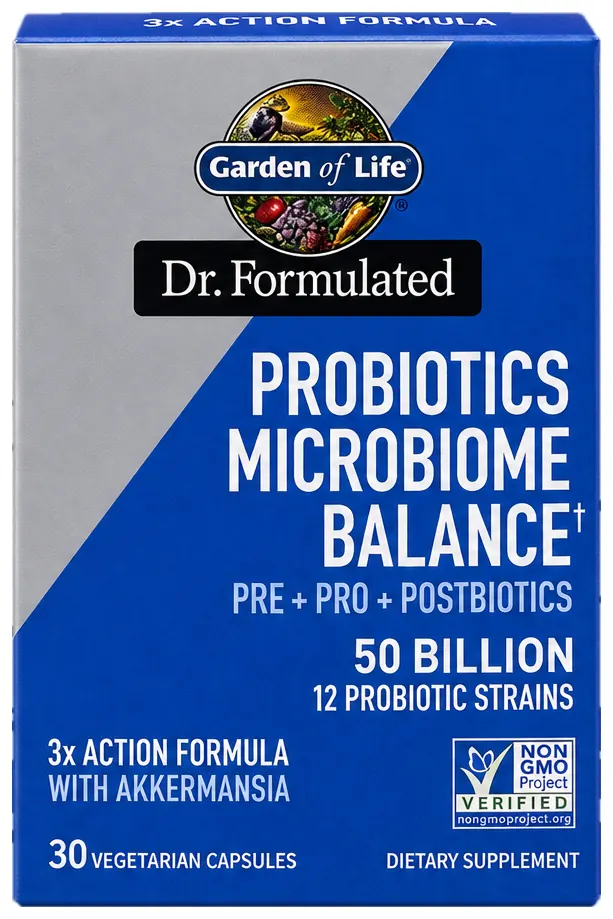 3x ACTION FORMULA
Garden of Life®
®
Dr. Formulated
PROBIOTICS
MICROBIOME
BALANCE†
PRE + PRO + POSTBIOTICS
50 BILLION
12 PROBIOTIC STRAINS
3x ACTION FORMULA
WITH AKKERMANSIA
NON
GMO
Project
VERIFIED
nongmoproject.org
30 VEGETARIAN CAPSULES
DIETARY SUPPLEMENT